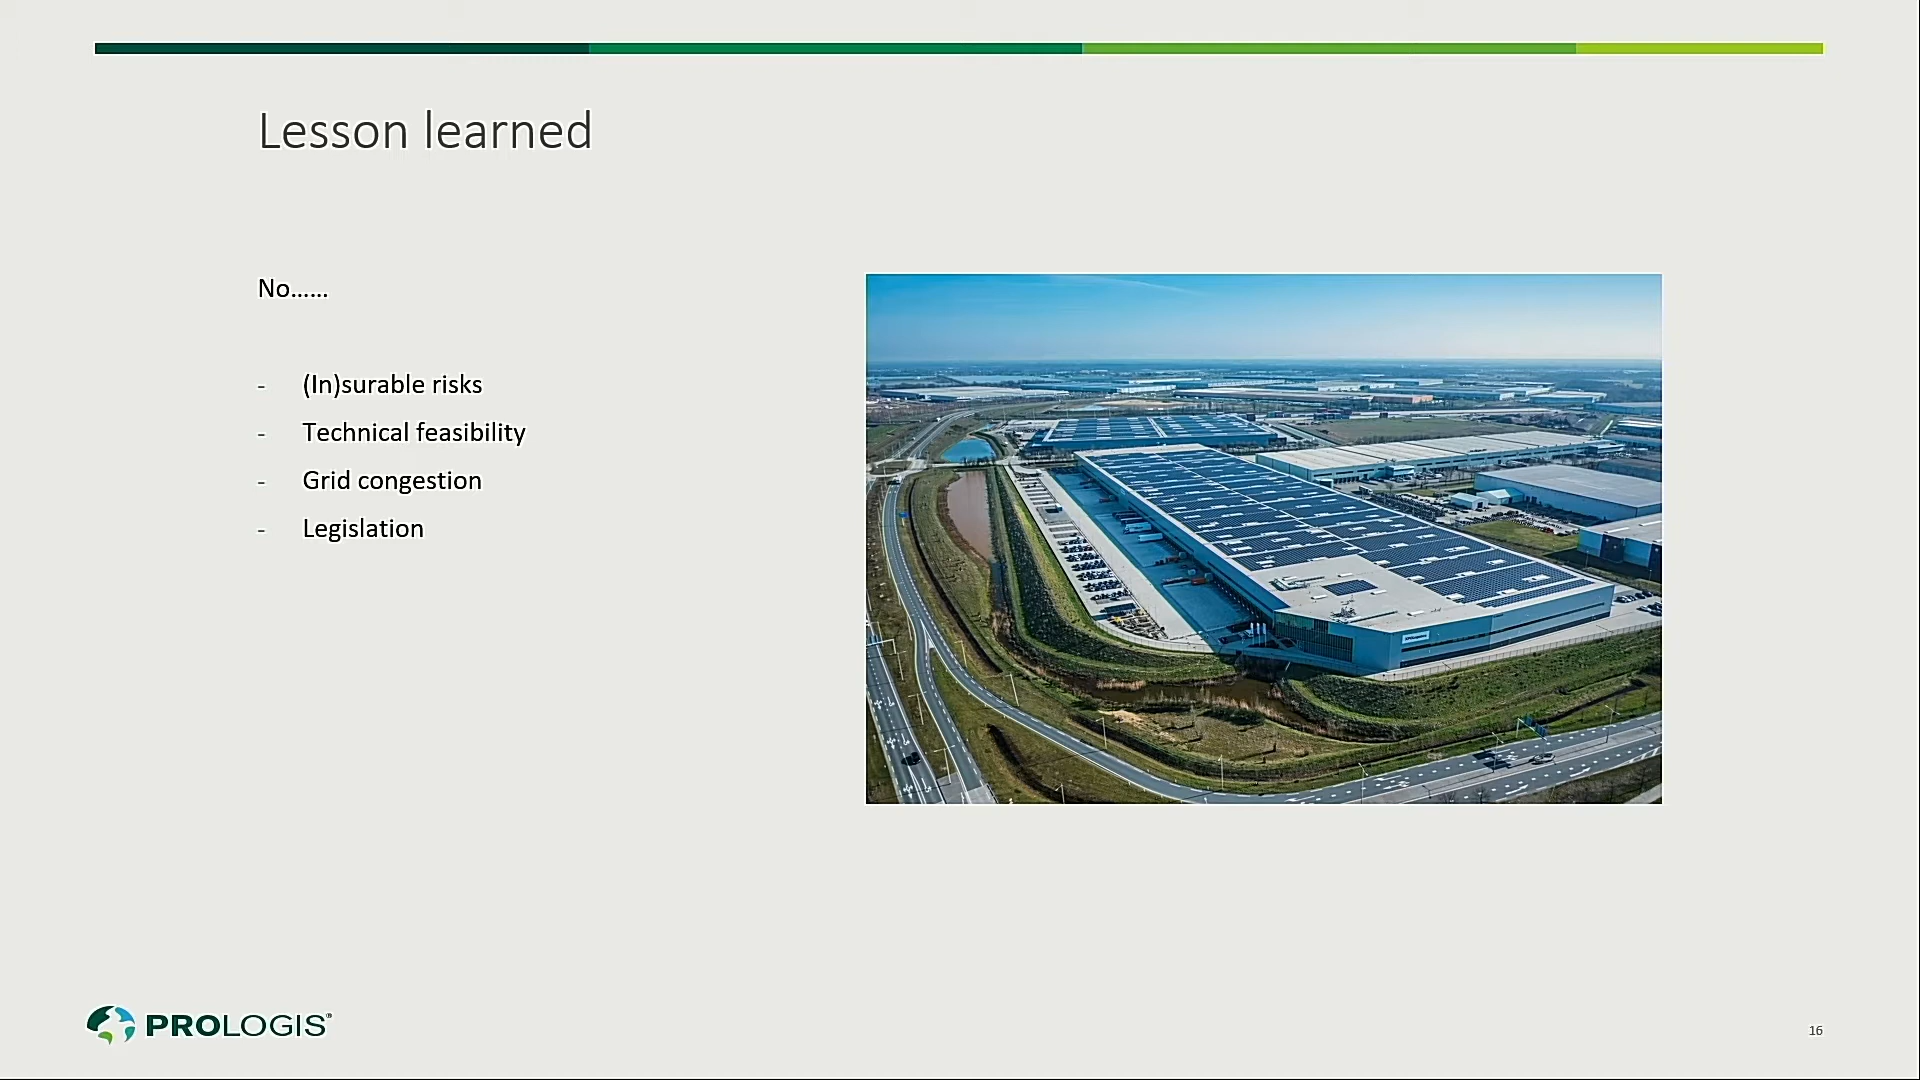 Lesson learned
No......
- (In)surable risks
- Technical feasibility
- Grid congestion
- Legislation
PROLOGIS®
16